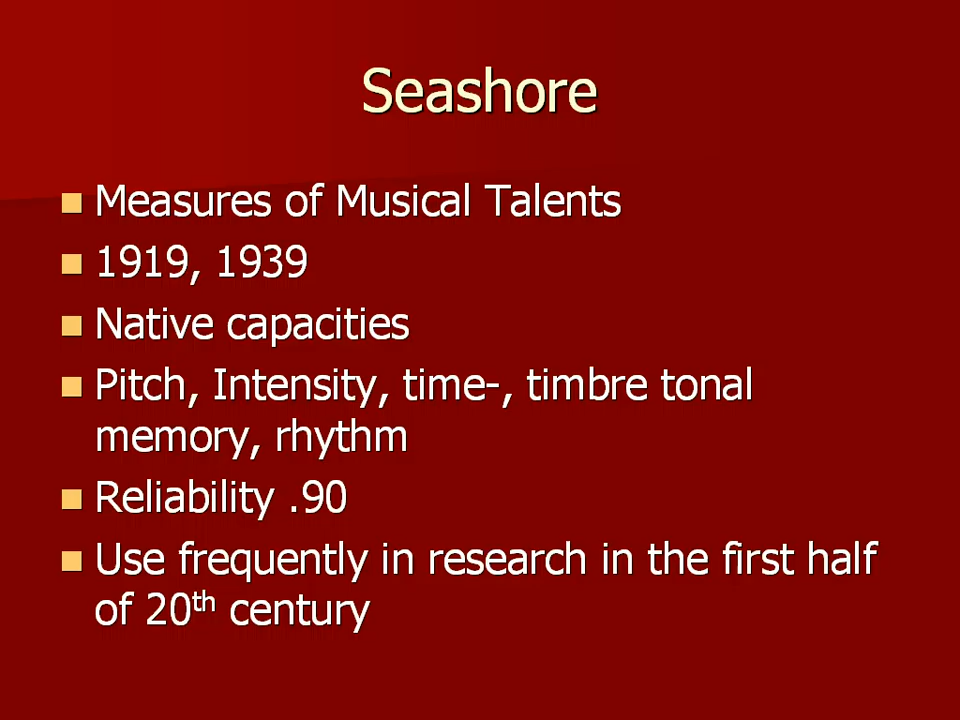 Seashore
Measures of Musical Talents
1919, 1939
Native capacities
Pitch, Intensity, time-, timbre tonal
memory, rhythm
Reliability .90
Use frequently in research in the first half
of 20th century